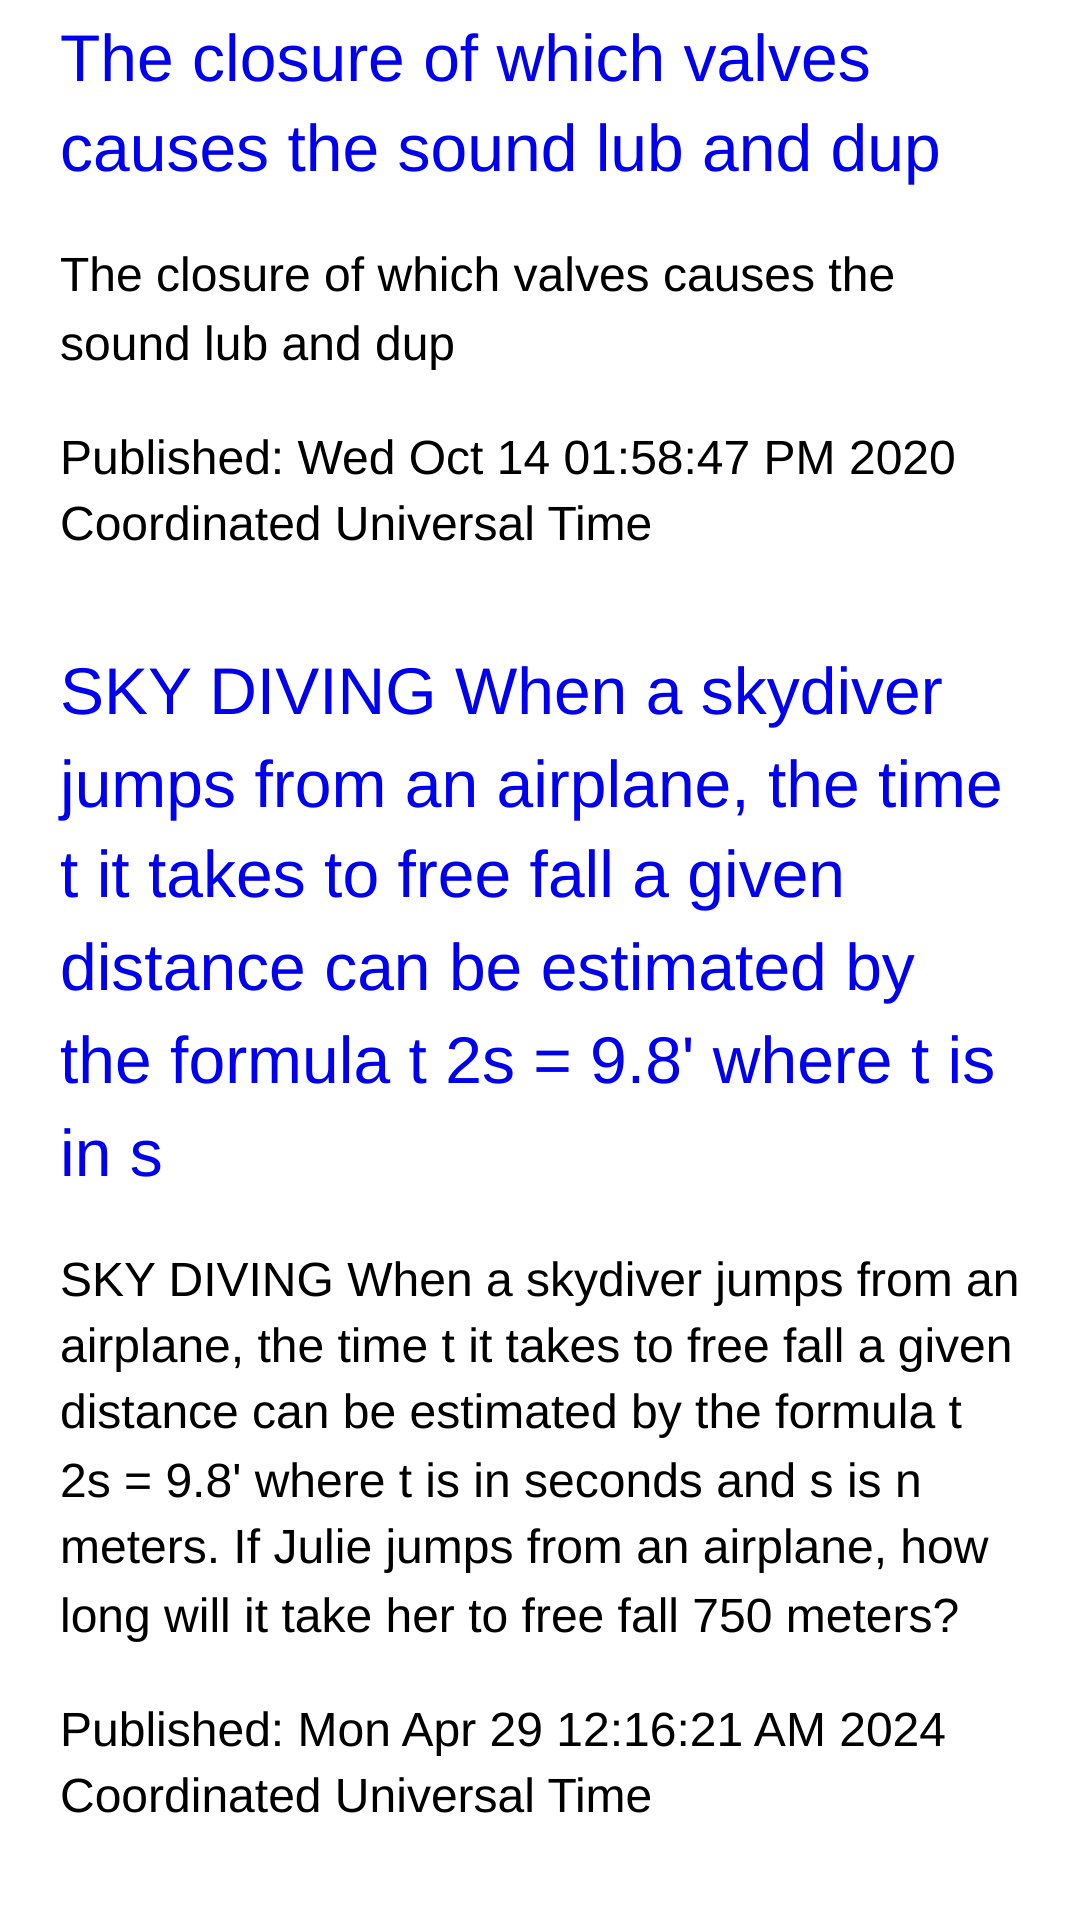 The closure of which valves
causes the sound lub and dup
The closure of which valves causes the
sound lub and dup
Published: Wed Oct 14 01:58:47 PM 2020
Coordinated Universal Time
SKY DIVING When a skydiver
jumps from an airplane, the time
t it takes to free fall a given
distance can be estimated by
the formula t 2s = 9.8' where t is
in s
SKY DIVING When a skydiver jumps from an
airplane, the time t it takes to free fall a given
distance can be estimated by the formula t
2s = 9.8' where t is in seconds and s is n
meters. If Julie jumps from an airplane, how
long will it take her to free fall 750 meters?
Published: Mon Apr 29 12:16:21 AM 2024
Coordinated Universal Time